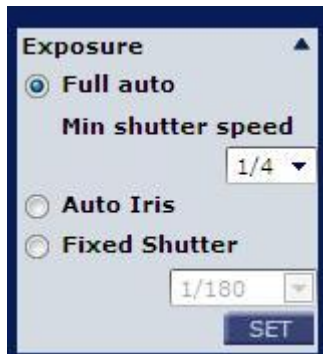 Exposure
Full auto
Min shutter speed
1/4
Auto Iris
Fixed Shutter
1/180
SET